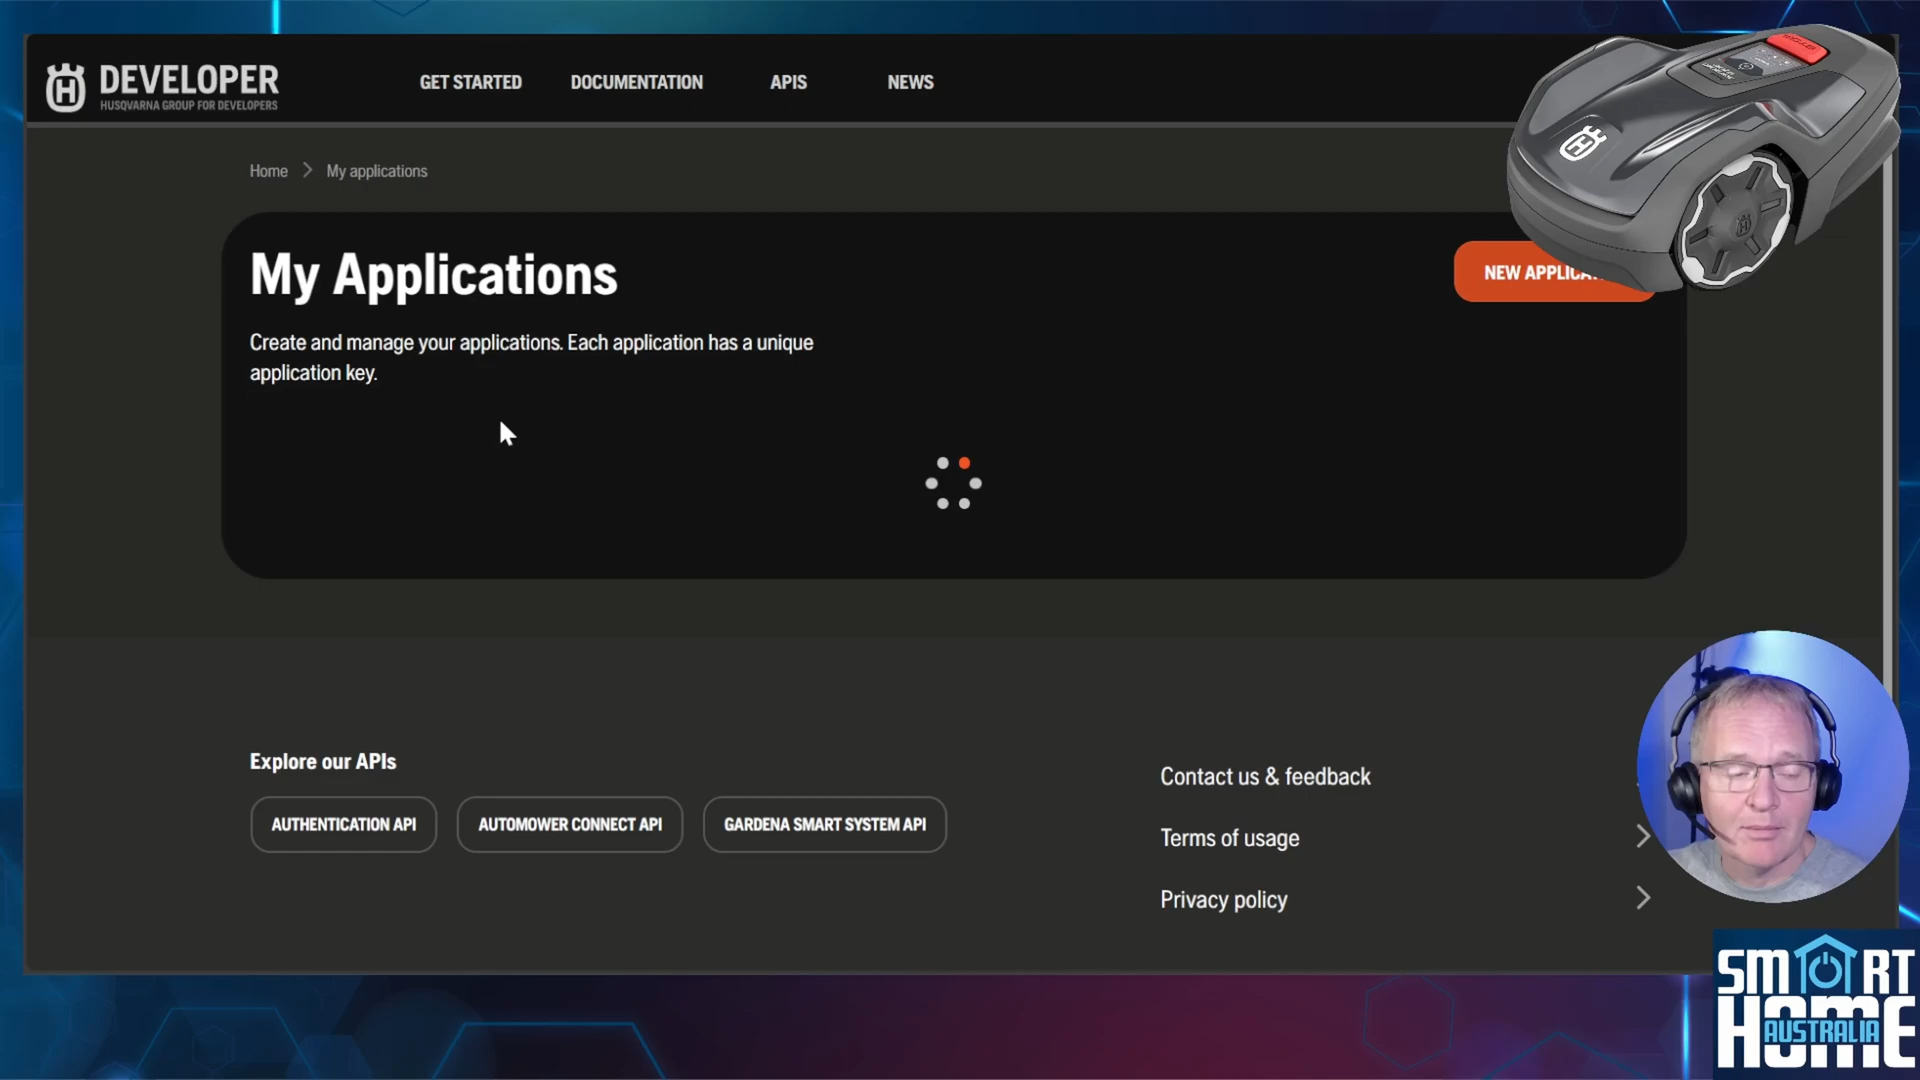 DEVELOPER
HUSQVARNA GROUP FOR DEVELOPERS
GET STARTED
DOCUMENTATION
APIS
NEWS
Home
My applications
My Applications
NEW APPLICAT
Create and manage your applications. Each application has a unique
application key.
Explore our APIs
AUTHENTICATION API
AUTOMOWER CONNECT API
GARDENA SMART SYSTEM API
Contact us & feedback
Terms of usage
Privacy policy
SMART
HOME
AUSTRALIA